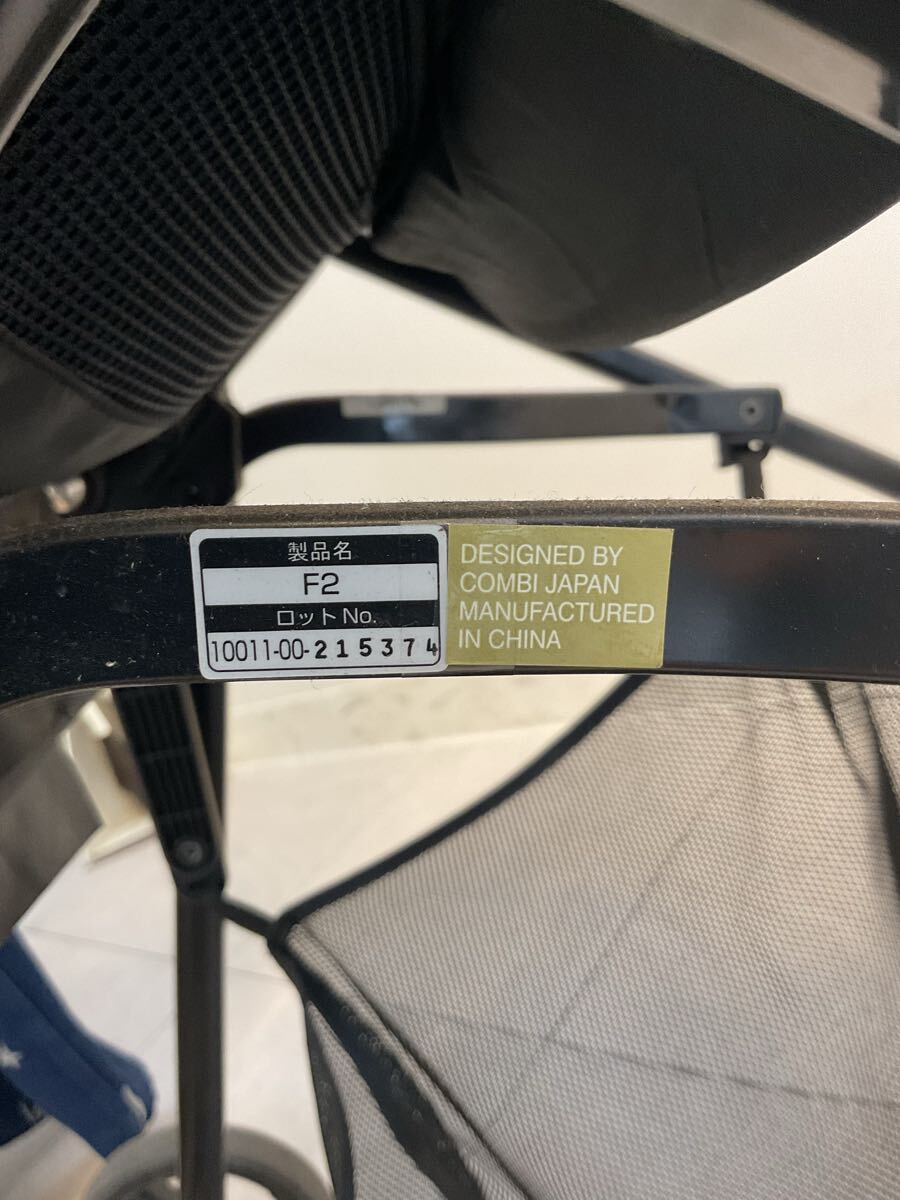 製品名
F2
ロットNo.
10011-00-215374
DESIGNED BY
COMBI JAPAN
MANUFACTURED
IN CHINA